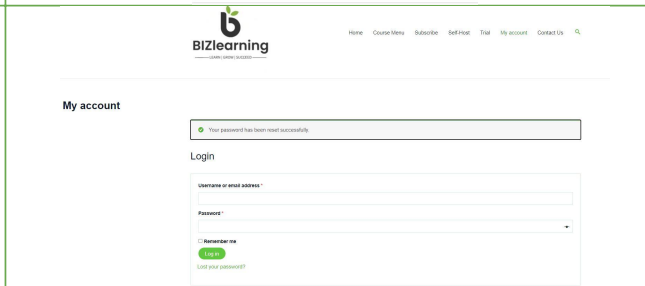 BIZlearning
LEARN | GROW | SUCCEED
Home Course Menu Subscribe Self-Host Trial My account Contact Us
My account
Your password has been reset successfully.
Login
Username or email address *
Password *
Remember me
Log in
Lost your password?